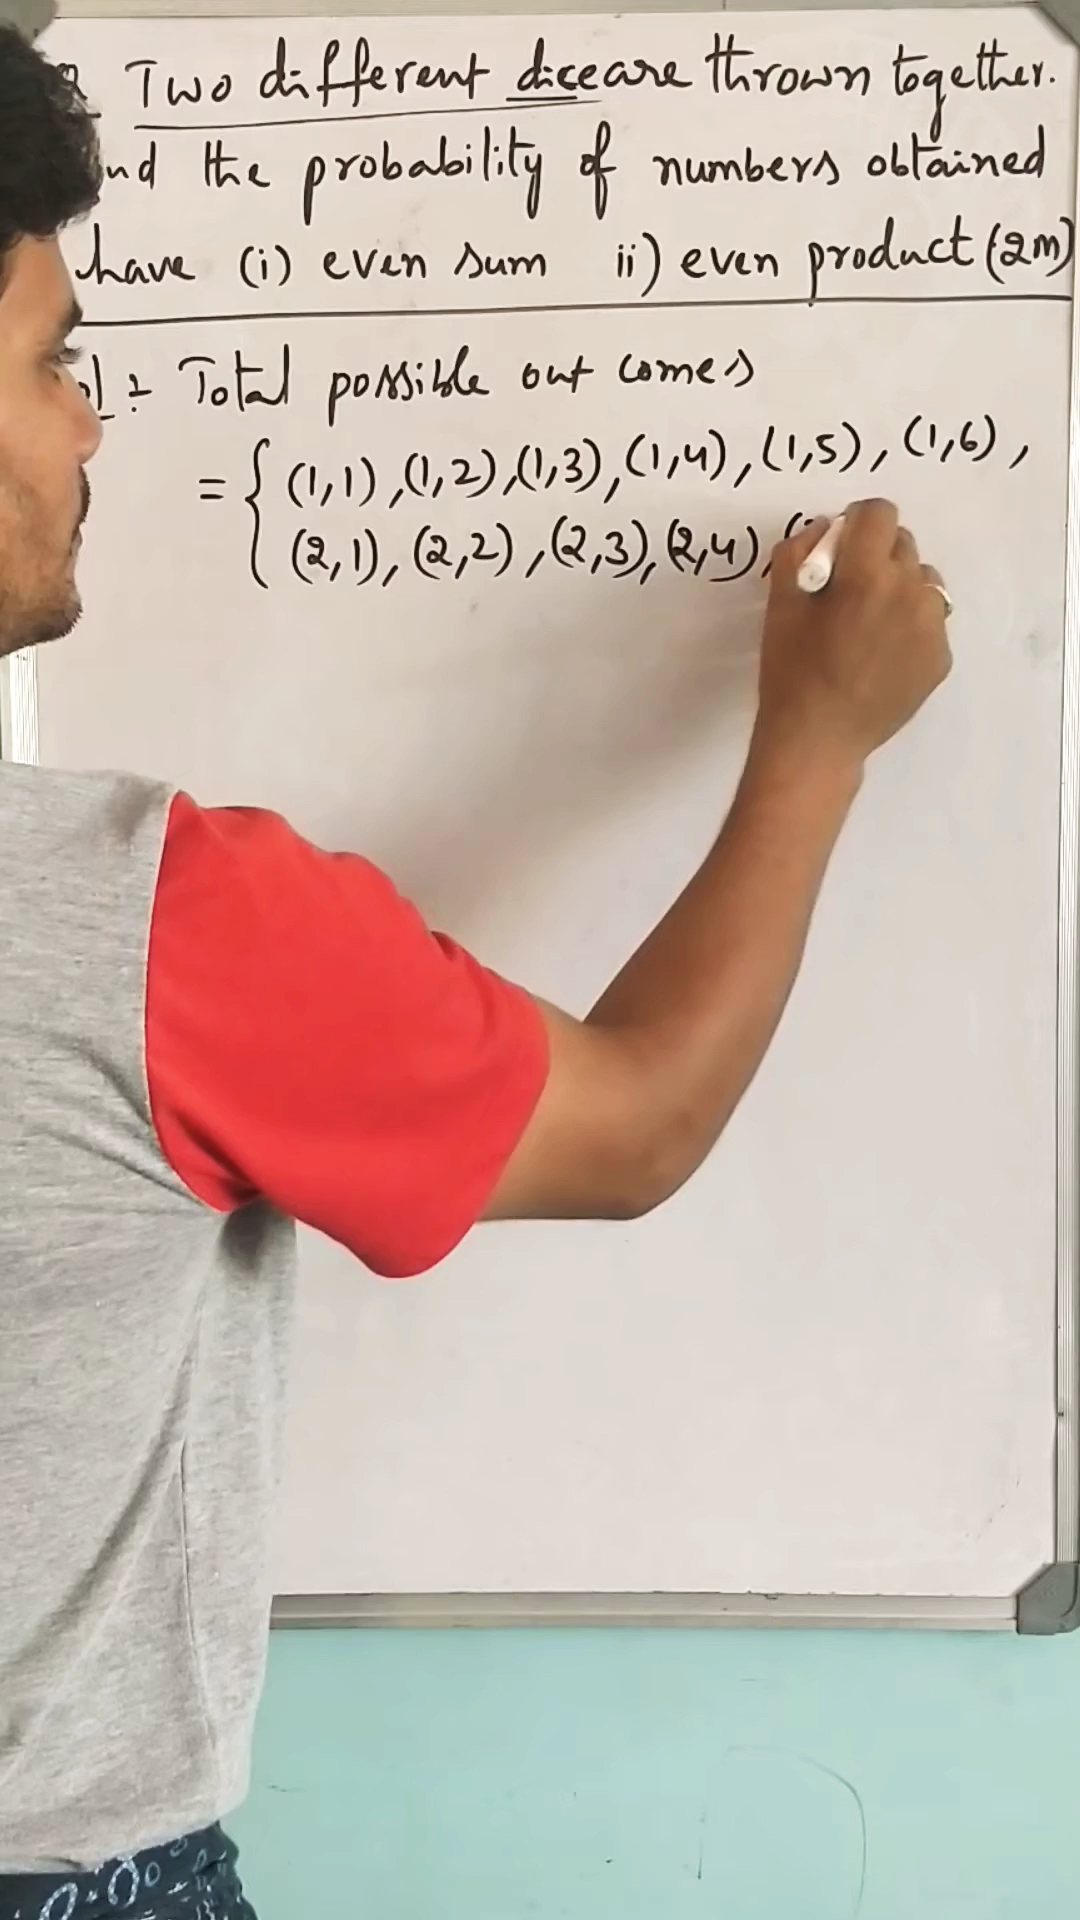 Two different dice are thrown together.
the probability of numbers obtained
have (i) even sum ii) even product (2m)
Total possible out comes
= { (1,1), (1,2), (1,3), (1,4), (1,5), (1,6),
(2,1), (2,2), (2,3), (2,4),